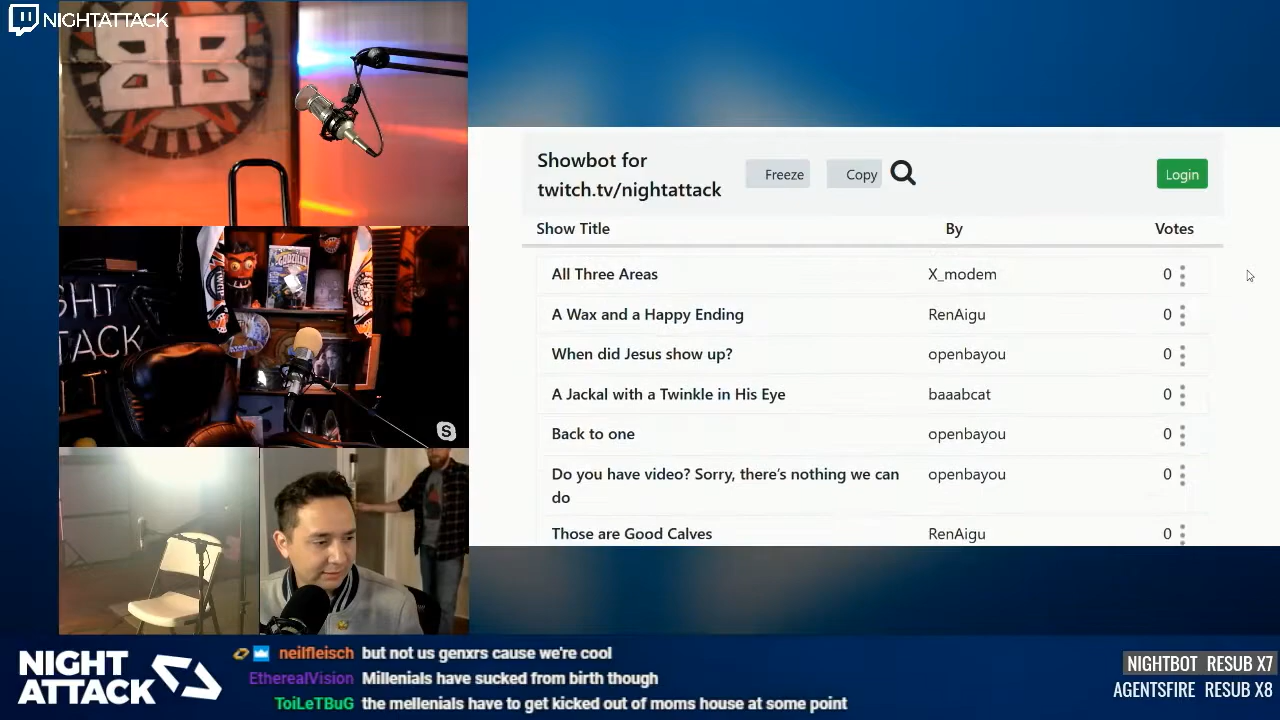 NIGHTATTACK
BB
GODZILLA
GHT
TACK
Showbot for
twitch.tv/nightattack
Freeze
Copy
Login
Show Title
By
Votes
All Three Areas
X_modem
0
A Wax and a Happy Ending
RenAigu
0
When did Jesus show up?
openbayou
0
A Jackal with a Twinkle in His Eye
baaabcat
0
Back to one
openbayou
0
Do you have video? Sorry, there's nothing we can
do
openbayou
0
Those are Good Calves
RenAigu
0
NIGHT
ATTACK
neilfleisch but not us genxrs cause we're cool
EtherealVision Millenials have sucked from birth though
ToiLeTBuG the mellenials have to get kicked out of moms house at some point
NIGHTBOT RESUB X7
AGENTSFIRE RESUB X8